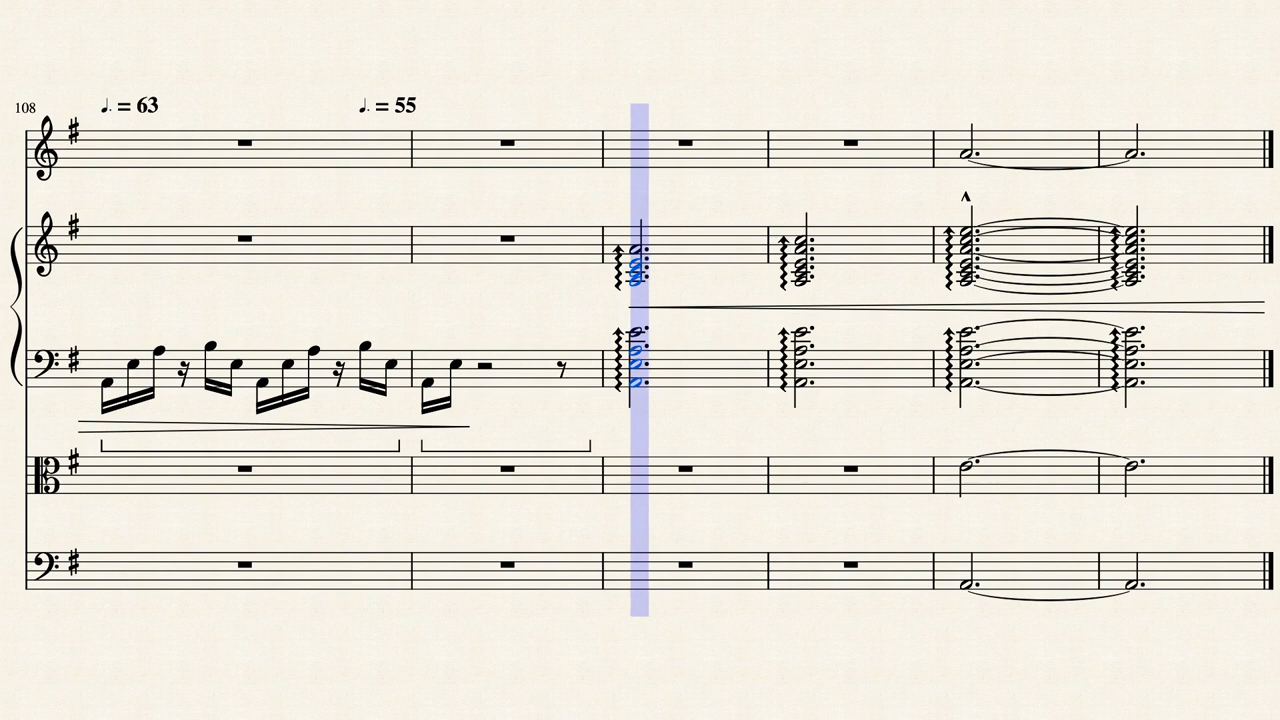 ♩. = 63 ♩. = 55
108